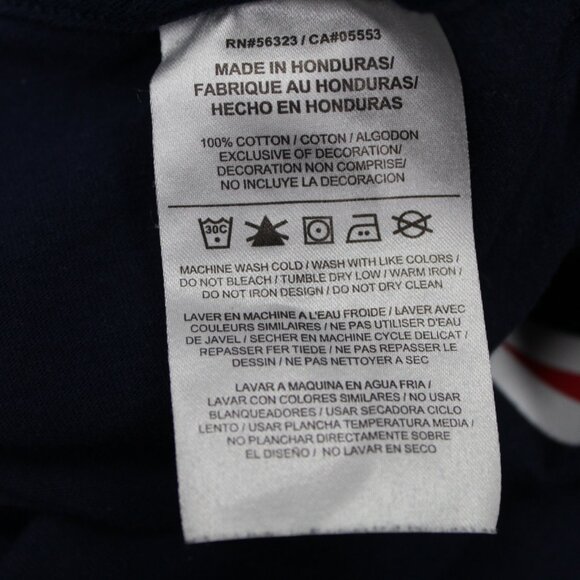 RN#56323 / CA#05553
MADE IN HONDURAS/
FABRIQUE AU HONDURAS/
HECHO EN HONDURAS
100% COTTON / COTON / ALGODON
EXCLUSIVE OF DECORATION/
DECORATION NON COMPRISE/
NO INCLUYE LA DECORACION
30C
MACHINE WASH COLD / WASH WITH LIKE COLORS /
DO NOT BLEACH / TUMBLE DRY LOW / WARM IRON /
DO NOT IRON DESIGN / DO NOT DRY CLEAN
LAVER EN MACHINE A L'EAU FROIDE / LAVER AVEC
COULEURS SIMILAIRES / NE PAS UTILISER D'EAU
DE JAVEL / SECHER EN MACHINE CYCLE DELICAT /
REPASSER FER TIEDE / NE PAS REPASSER LE
DESSIN / NE PAS NETTOYER A SEC
LAVAR A MAQUINA EN AGUA FRIA /
LAVAR CON COLORES SIMILARES / NO USAR
BLANQUEADORES / USAR SECADORA CICLO
LENTO / USAR PLANCHA TEMPERATURA MEDIA /
NO PLANCHAR DIRECTAMENTE SOBRE
EL DISEÑO / NO LAVAR EN SECO